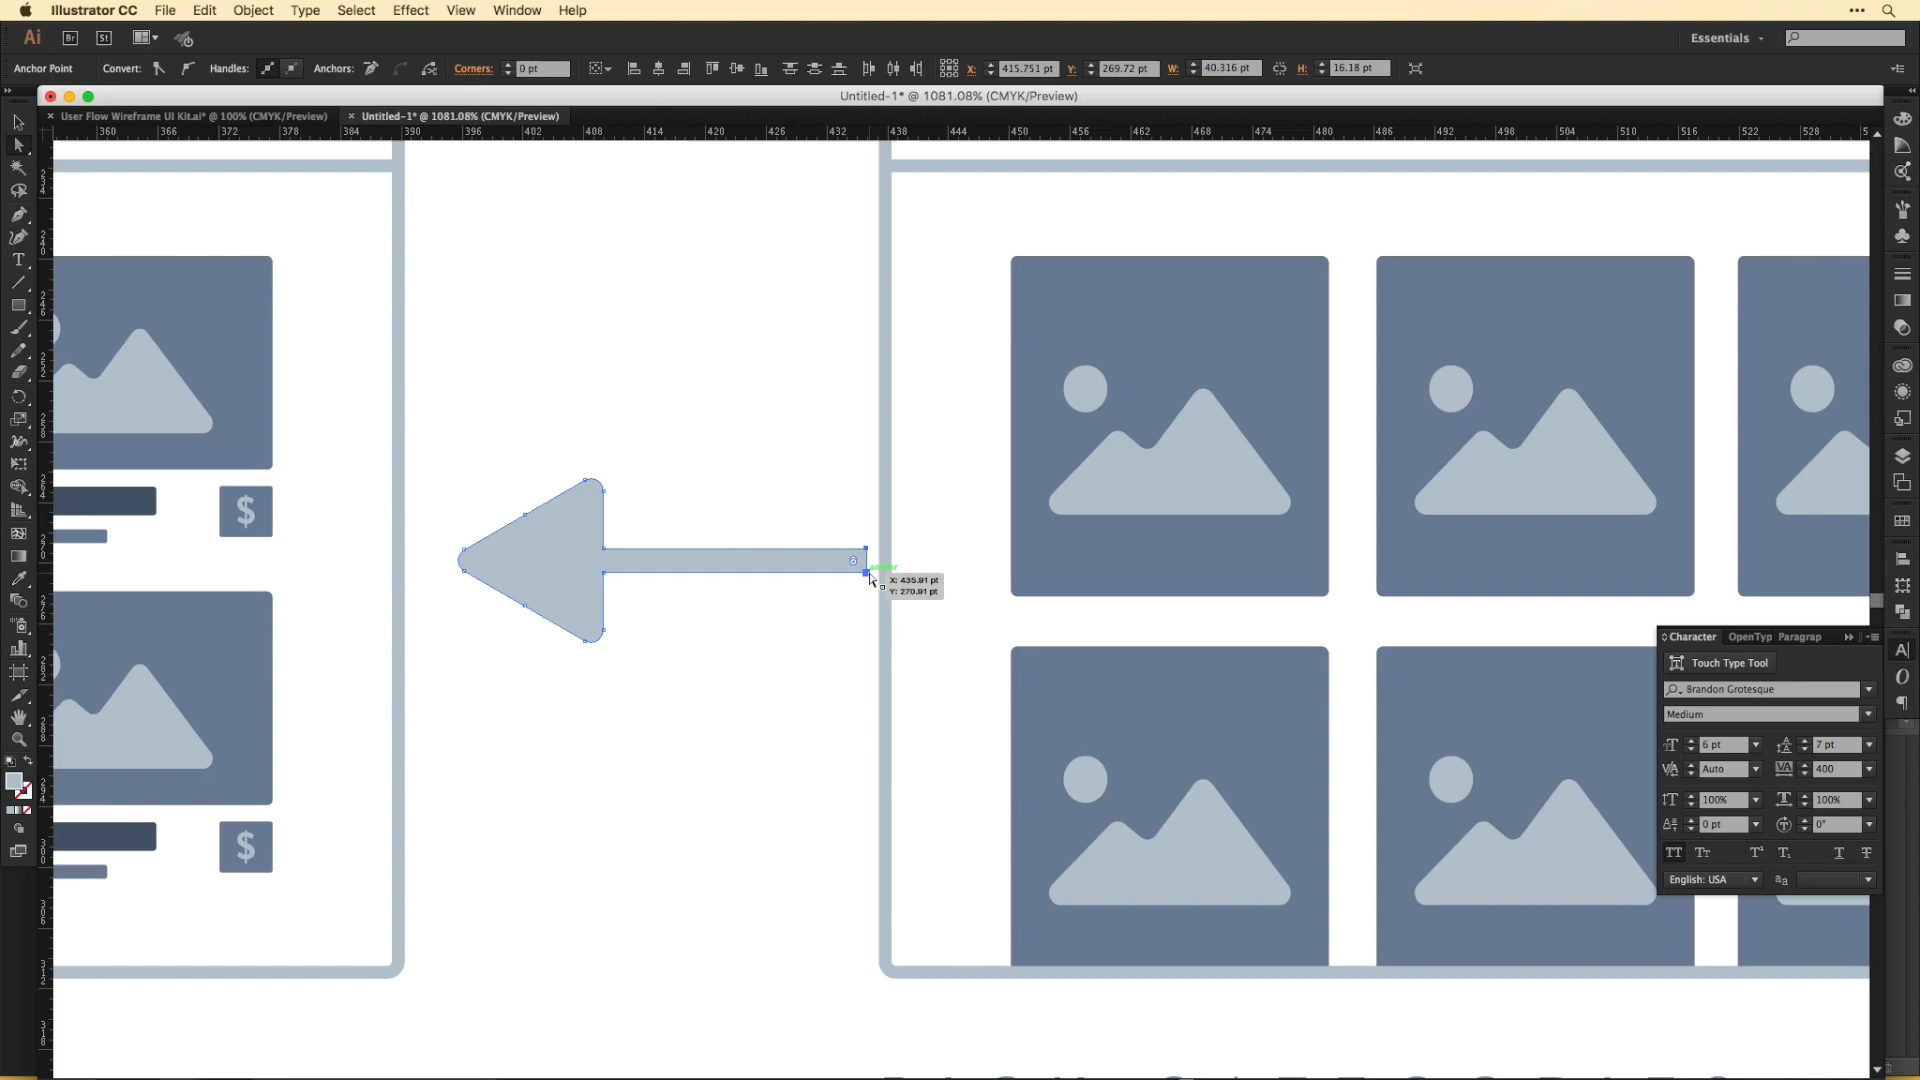 Illustrator CC File Edit Object Type Select Effect View Window Help
Ai Br St Essentials
Anchor Point Convert: Handles: Anchors: Corners: 0 pt X: 415.751 pt Y: 269.72 pt W: 40.316 pt H: 16.18 pt
Untitled-1* @ 1081.08% (CMYK/Preview)
User Flow Wireframe UI Kit.ai* @ 100% (CMYK/Preview) Untitled-1* @ 1081.08% (CMYK/Preview)
360 366 372 378 384 390 396 402 408 414 420 426 432 438 444 450 456 462 468 474 480 486 492 498 504 510 516 522 528 5
$
anchor
X: 435.91 pt
Y: 270.91 pt
Character OpenTyp Paragrap
Touch Type Tool
Brandon Grotesque
Medium
6 pt 7 pt
Auto 400
100% 100%
0 pt 0°
English: USA
$